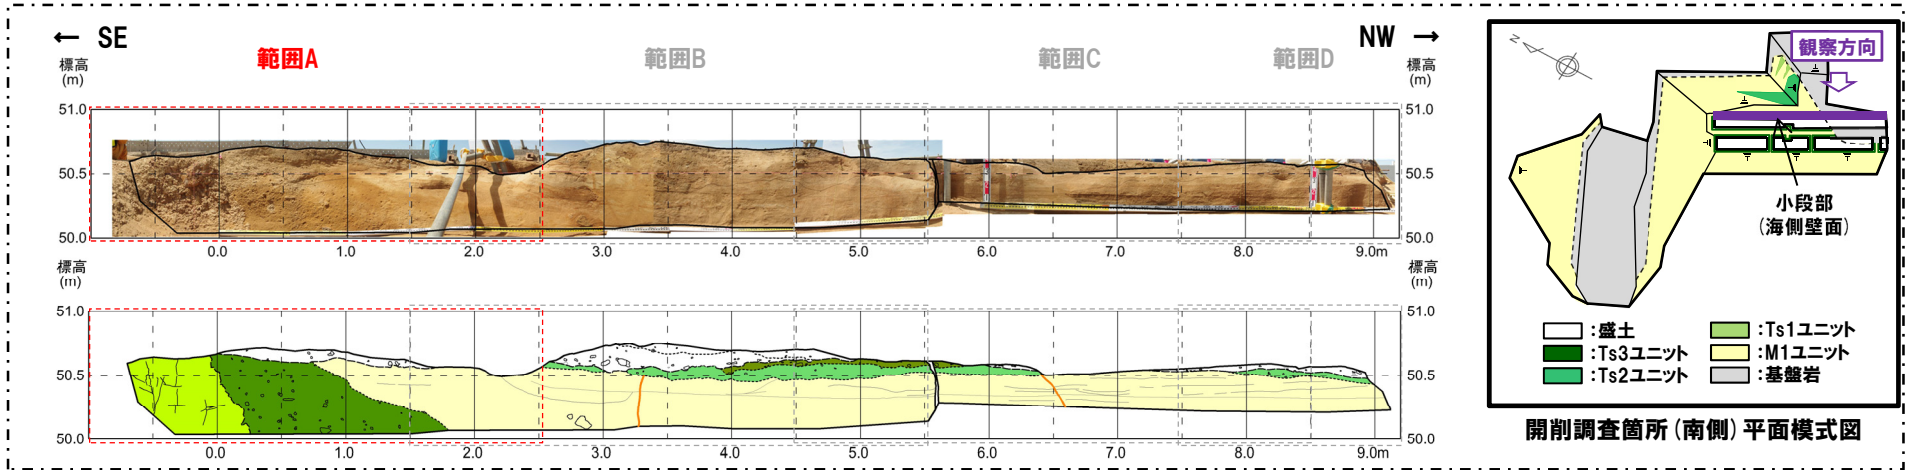 ← SE
NW →
範囲A
範囲B
範囲C
範囲D
標高
(m)
標高
(m)
51.0
51.0
50.5
50.5
50.0
50.0
0.0
1.0
2.0
3.0
4.0
5.0
6.0
7.0
8.0
9.0m
標高
(m)
標高
(m)
51.0
51.0
50.5
50.5
50.0
50.0
0.0
1.0
2.0
3.0
4.0
5.0
6.0
7.0
8.0
9.0m
N
観察方向
小段部
(海側壁面)
:盛土
:Ts1ユニット
:Ts3ユニット
:M1ユニット
:Ts2ユニット
:基盤岩
開削調査箇所(南側)平面模式図